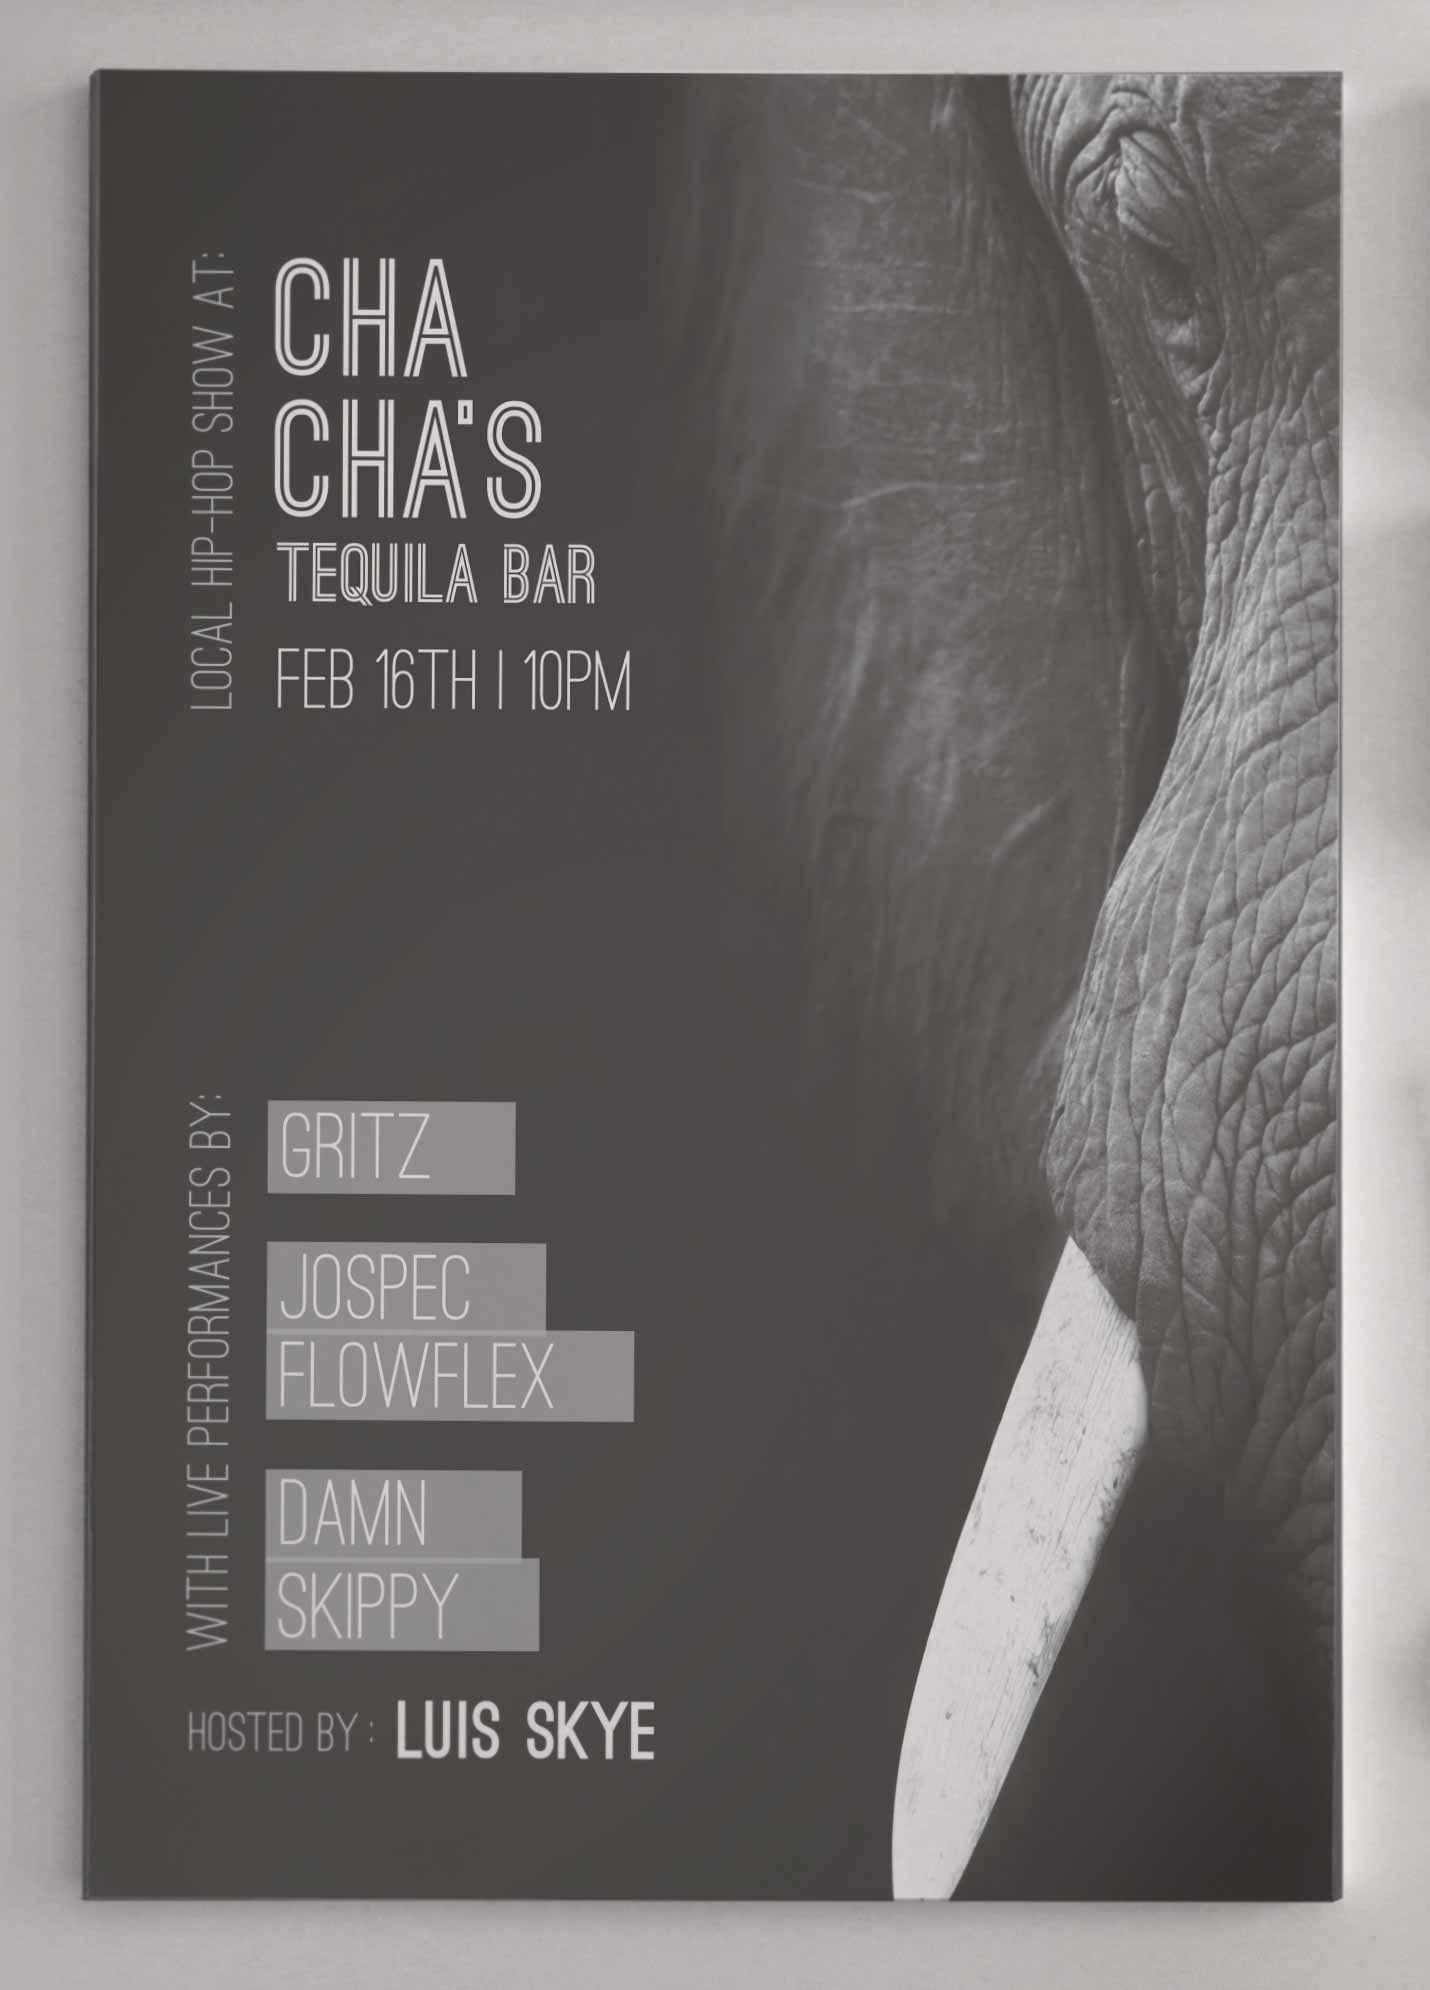 LOCAL HIP-HOP SHOW AT:
CHA
CHA'S
TEQUILA BAR
FEB 16TH | 10PM
WITH LIVE PERFORMANCES BY:
GRITZ
JOSPEC
FLOWFLEX
DAMN
SKIPPY
HOSTED BY : LUIS SKYE